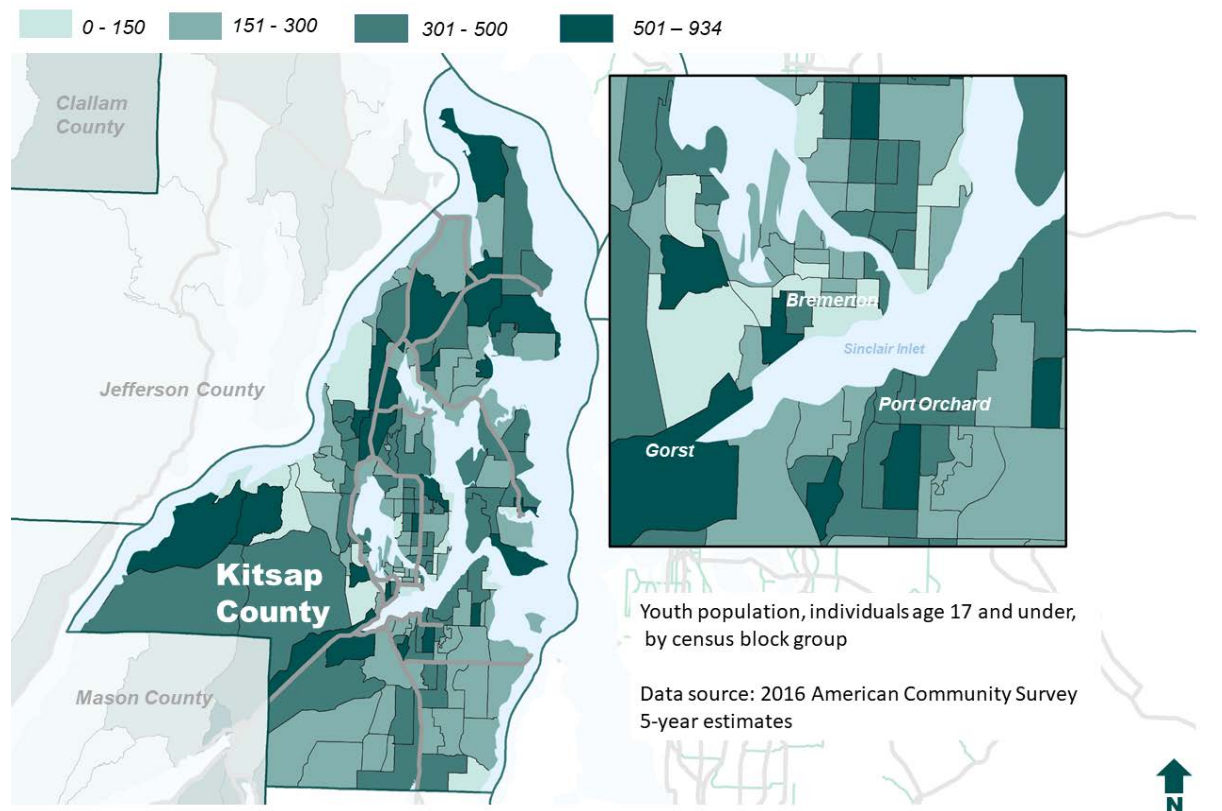 0 - 150
151 - 300
301 - 500
501 – 934
Clallam
County
Jefferson County
Kitsap
County
Mason County
Bremerton
Sinclair Inlet
Port Orchard
Gorst
Youth population, individuals age 17 and under,
by census block group
Data source: 2016 American Community Survey
5-year estimates
N